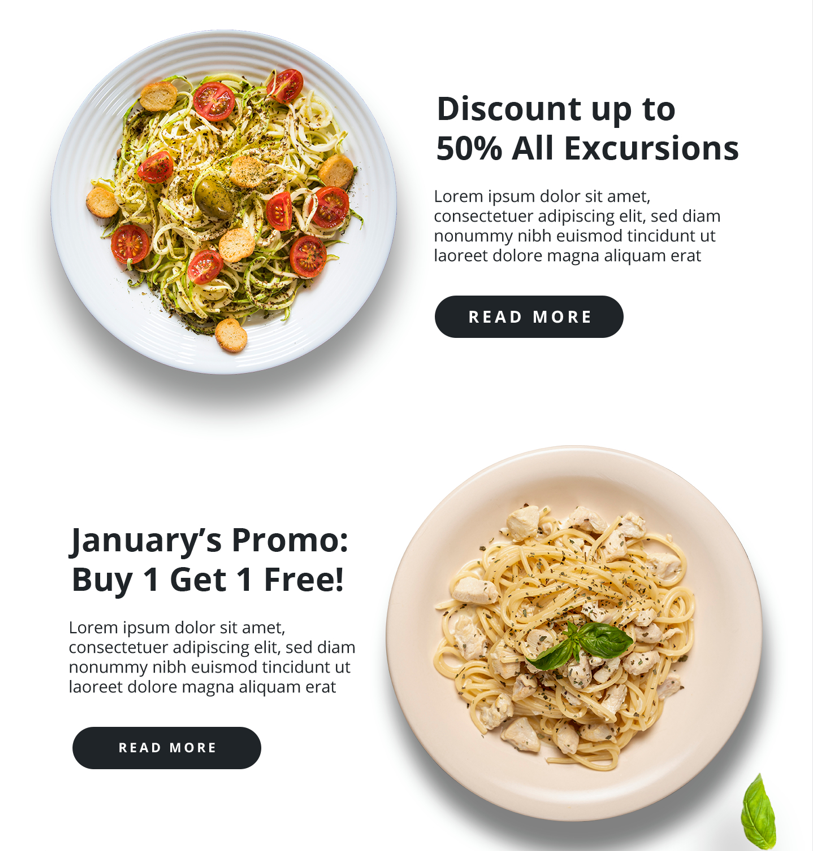 Discount up to
50% All Excursions
Lorem ipsum dolor sit amet,
consectetuer adipiscing elit, sed diam
nonummy nibh euismod tincidunt ut
laoreet dolore magna aliquam erat
READ MORE
January’s Promo:
Buy 1 Get 1 Free!
Lorem ipsum dolor sit amet,
consectetuer adipiscing elit, sed diam
nonummy nibh euismod tincidunt ut
laoreet dolore magna aliquam erat
READ MORE